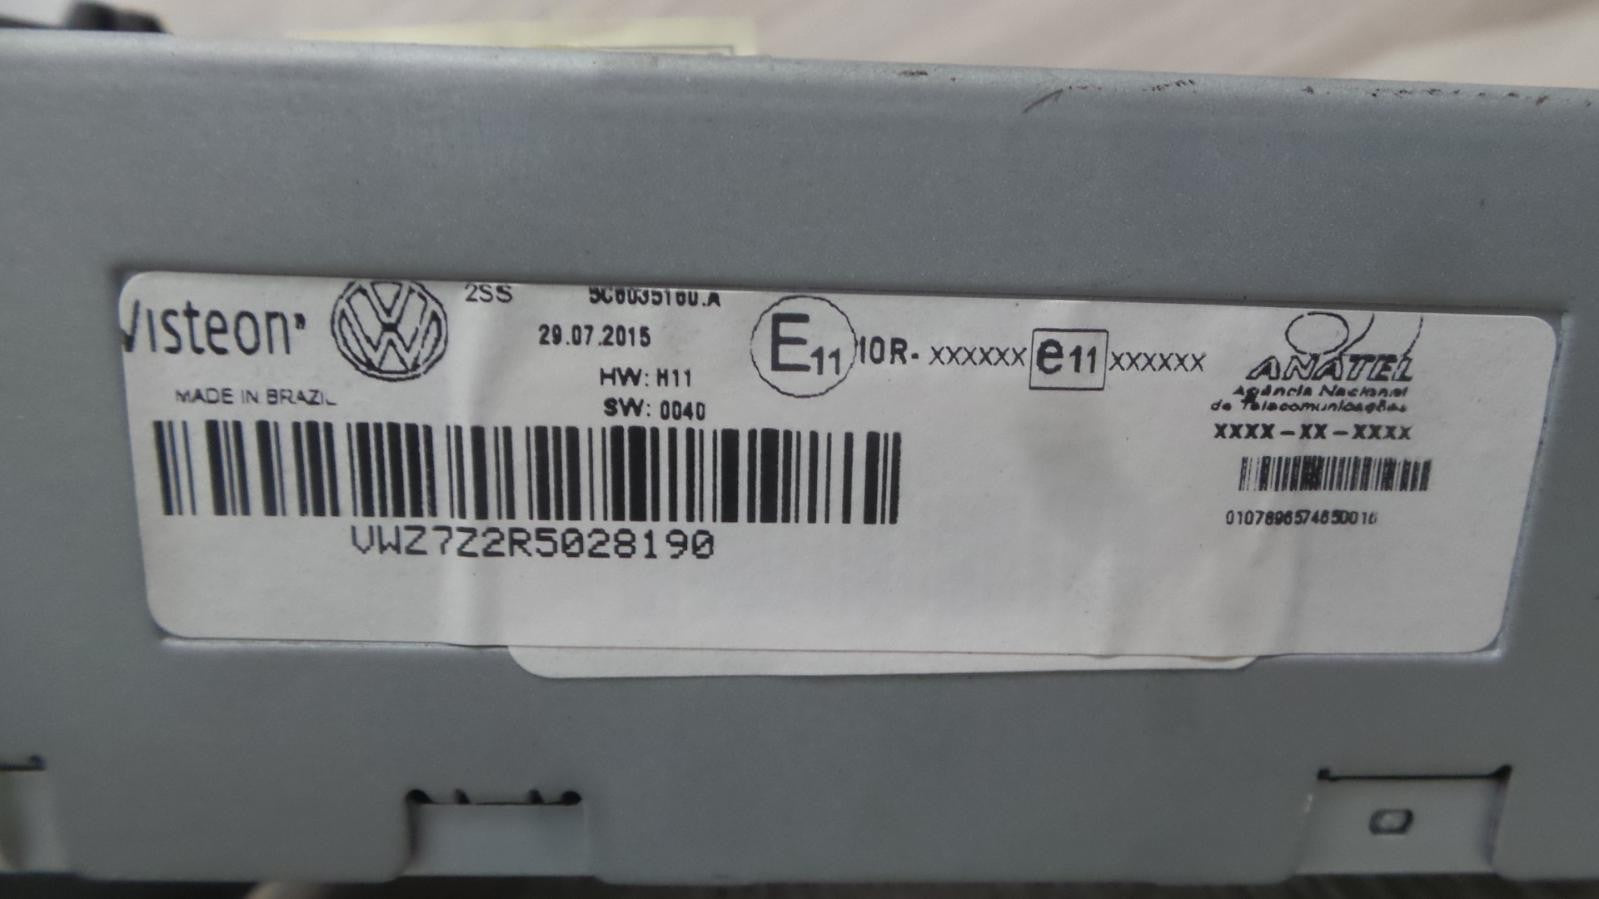 Visteon
2SS
5C6035160.A
29.07.2015
HW: H11
SW: 0040
MADE IN BRAZIL
E11 10R-XXXXXX e11 XXXXXX
ANATEL
Agência Nacional
de Telecomunicações
XXXX-XX-XXXX
VWZ7Z2R5028190